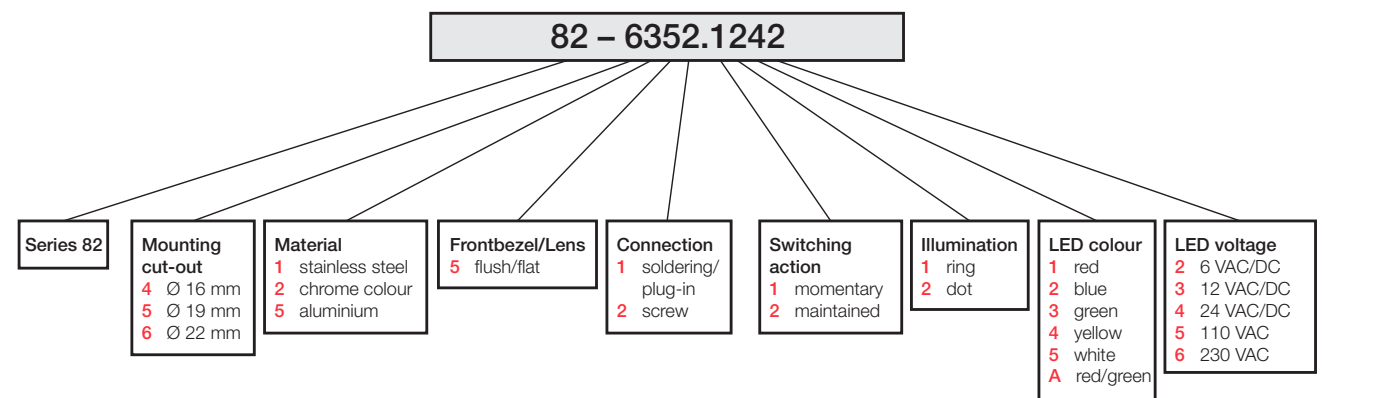 82 – 6352.1242
Series 82
Mounting
cut-out
4 Ø 16 mm
5 Ø 19 mm
6 Ø 22 mm
Material
1 stainless steel
2 chrome colour
5 aluminium
Frontbezel/Lens
5 flush/flat
Connection
1 soldering/
plug-in
2 screw
Switching
action
1 momentary
2 maintained
Illumination
1 ring
2 dot
LED colour
1 red
2 blue
3 green
4 yellow
5 white
A red/green
LED voltage
2 6 VAC/DC
3 12 VAC/DC
4 24 VAC/DC
5 110 VAC
6 230 VAC